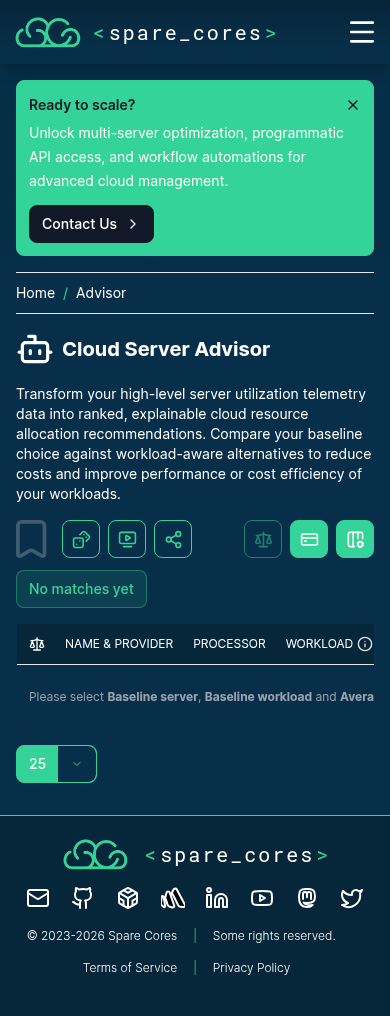 <spare_cores>
Ready to scale?
Unlock multi-server optimization, programmatic
API access, and workflow automations for
advanced cloud management.
Contact Us
Home / Advisor
Cloud Server Advisor
Transform your high-level server utilization telemetry
data into ranked, explainable cloud resource
allocation recommendations. Compare your baseline
choice against workload-aware alternatives to reduce
costs and improve performance or cost efficiency of
your workloads.
No matches yet
NAME & PROVIDER PROCESSOR WORKLOAD
Please select Baseline server, Baseline workload and Avera
25
<spare_cores>
© 2023-2026 Spare Cores | Some rights reserved.
Terms of Service | Privacy Policy